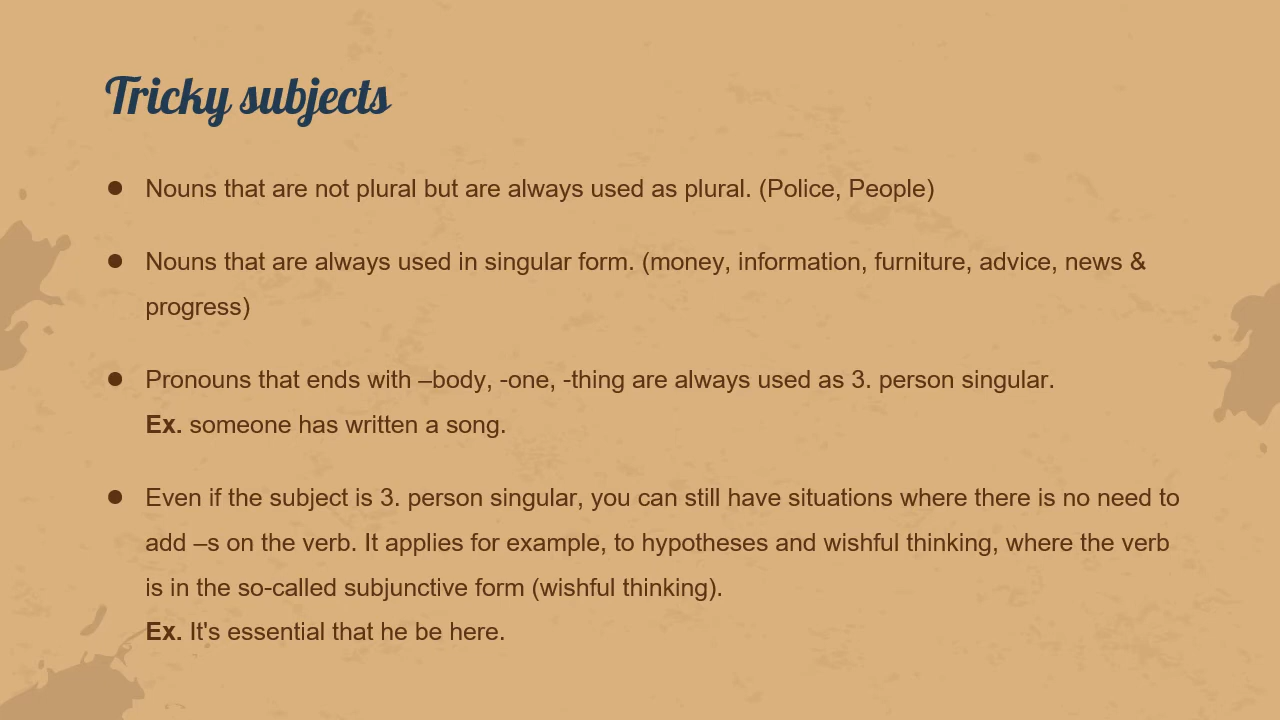 Tricky subjects
● Nouns that are not plural but are always used as plural. (Police, People)
● Nouns that are always used in singular form. (money, information, furniture, advice, news &
progress)
● Pronouns that ends with –body, -one, -thing are always used as 3. person singular.
Ex. someone has written a song.
● Even if the subject is 3. person singular, you can still have situations where there is no need to
add –s on the verb. It applies for example, to hypotheses and wishful thinking, where the verb
is in the so-called subjunctive form (wishful thinking).
Ex. It's essential that he be here.